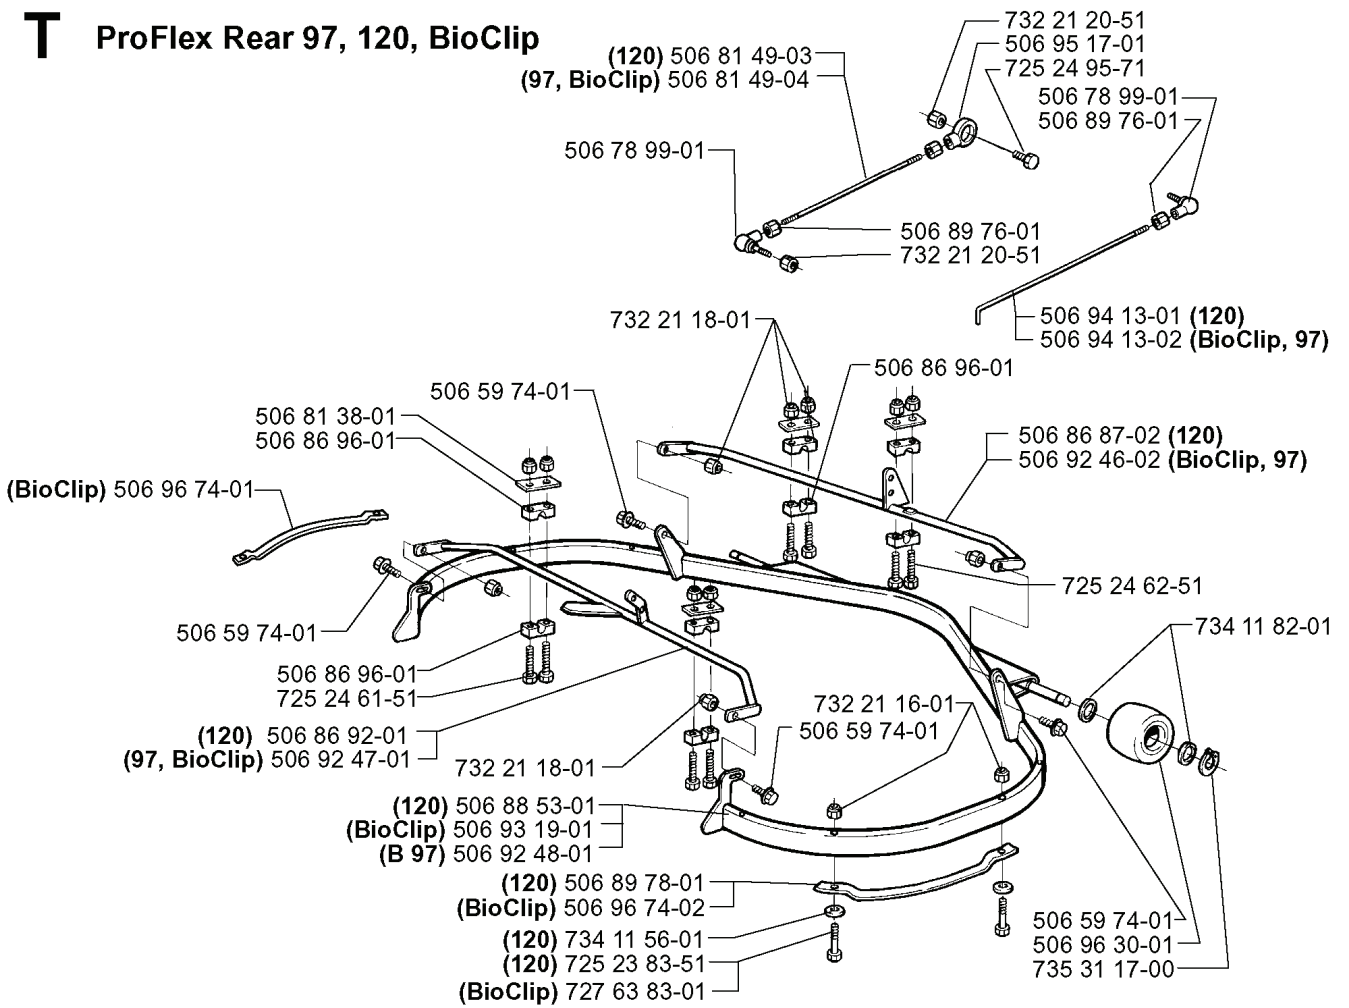 T ProFlex Rear 97, 120, BioClip
(120) 506 81 49-03
(97, BioClip) 506 81 49-04
732 21 20-51
506 95 17-01
725 24 95-71
506 78 99-01
506 89 76-01
506 78 99-01
506 89 76-01
732 21 20-51
506 94 13-01 (120)
506 94 13-02 (BioClip, 97)
732 21 18-01
506 86 96-01
506 59 74-01
506 81 38-01
506 86 96-01
506 86 87-02 (120)
506 92 46-02 (BioClip, 97)
(BioClip) 506 96 74-01
725 24 62-51
506 59 74-01
734 11 82-01
506 86 96-01
725 24 61-51
732 21 16-01
506 59 74-01
(120) 506 86 92-01
(97, BioClip) 506 92 47-01
732 21 18-01
(120) 506 88 53-01
(BioClip) 506 93 19-01
(B 97) 506 92 48-01
(120) 506 89 78-01
(BioClip) 506 96 74-02
(120) 734 11 56-01
(120) 725 23 83-51
(BioClip) 727 63 83-01
506 59 74-01
506 96 30-01
735 31 17-00